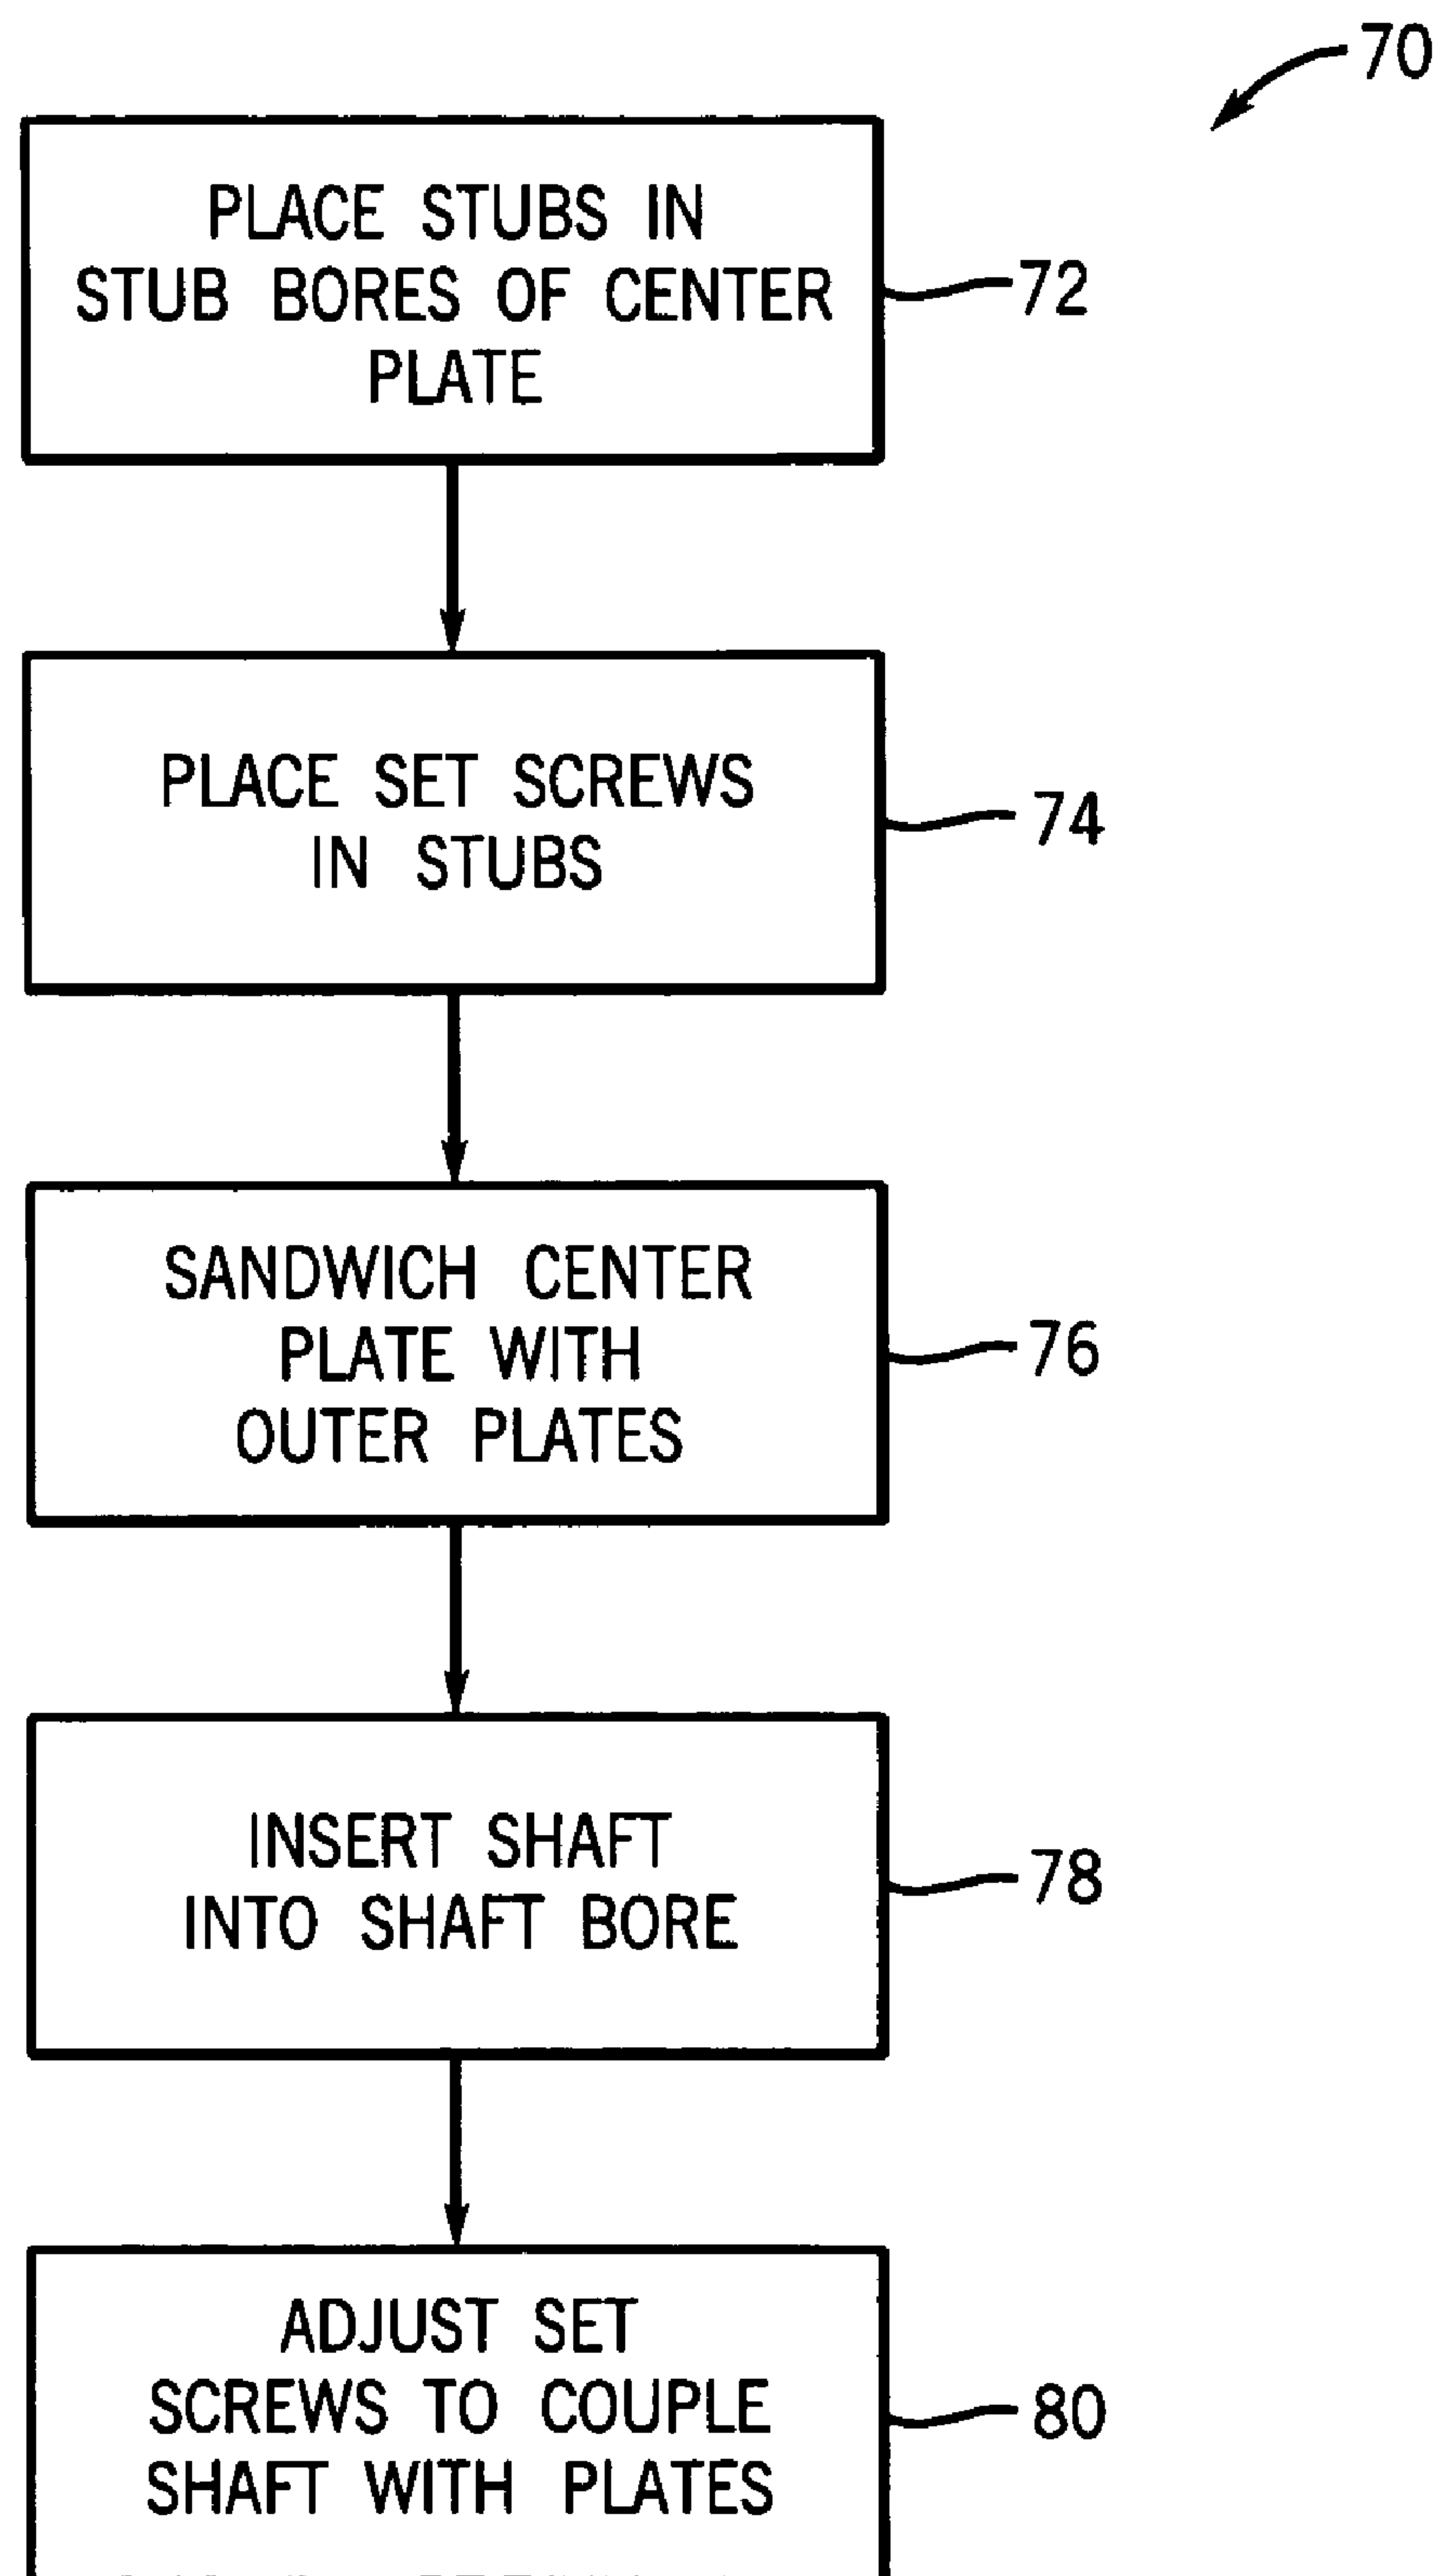 70
PLACE STUBS IN
STUB BORES OF CENTER
PLATE
72
PLACE SET SCREWS
IN STUBS
74
SANDWICH CENTER
PLATE WITH
OUTER PLATES
76
INSERT SHAFT
INTO SHAFT BORE
78
ADJUST SET
SCREWS TO COUPLE
SHAFT WITH PLATES
80